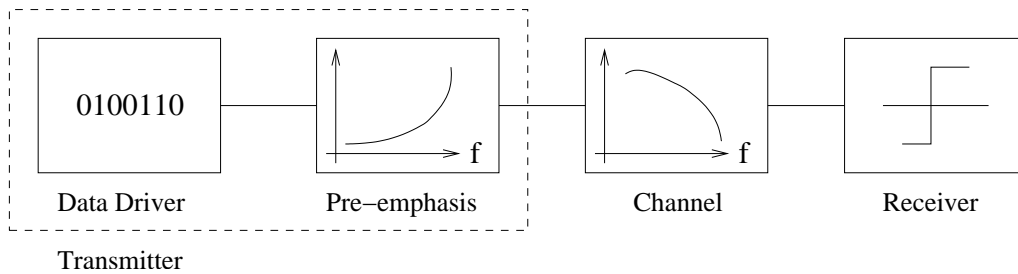 0100110
f
f
Data Driver
Pre−emphasis
Channel
Receiver
Transmitter